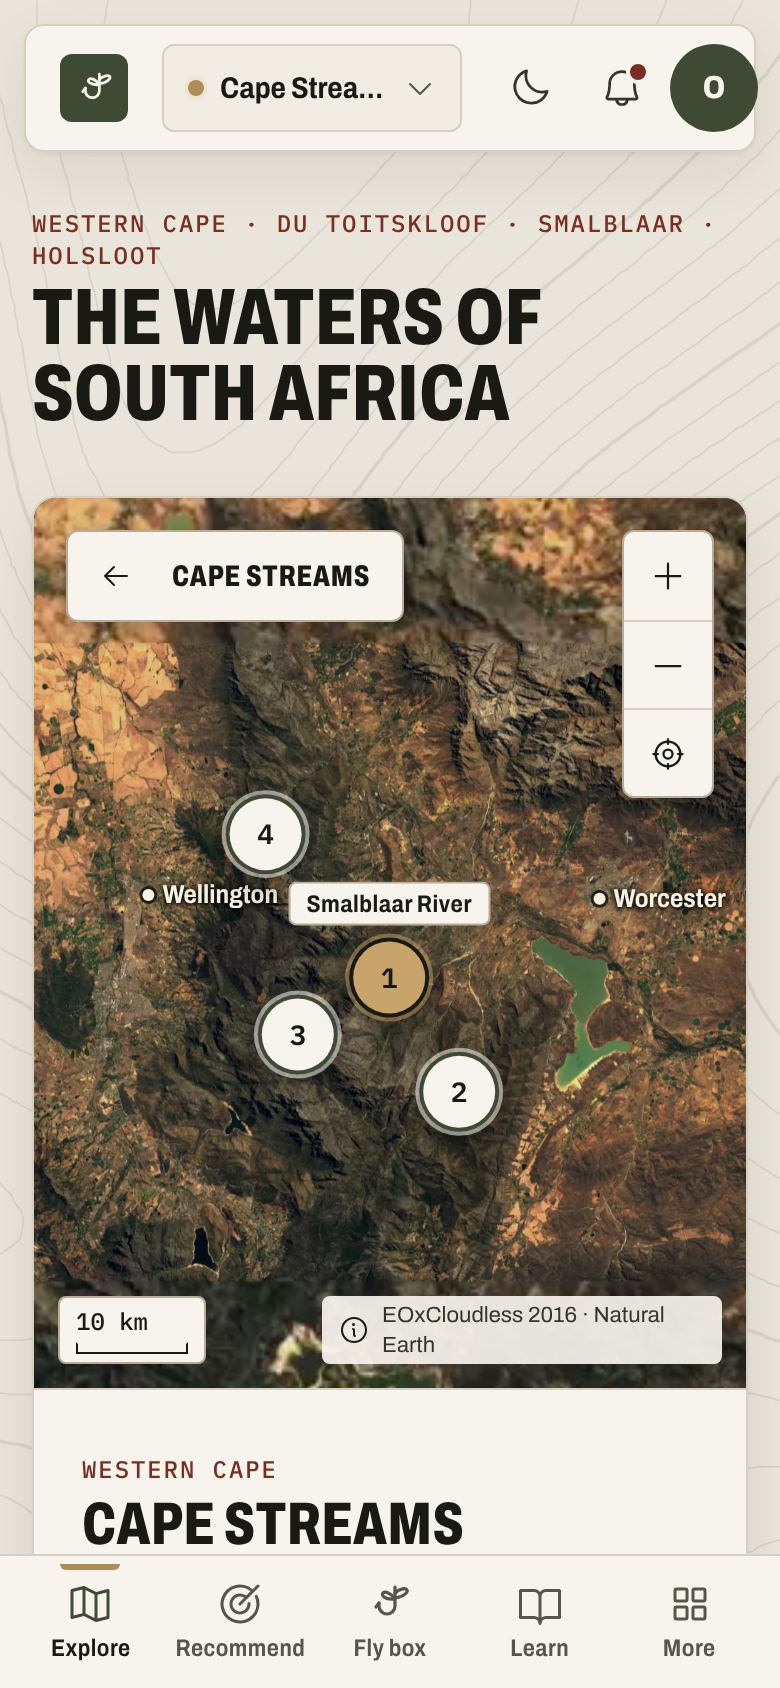 Cape Strea...
O
WESTERN CAPE · DU TOITSKLOOF · SMALBLAAR ·
HOLSLOOT
THE WATERS OF
SOUTH AFRICA
CAPE STREAMS
4
Wellington
Smalblaar River
Worcester
1
3
2
10 km
EOxCloudless 2016 · Natural
Earth
WESTERN CAPE
CAPE STREAMS
Explore
Recommend
Fly box
Learn
More